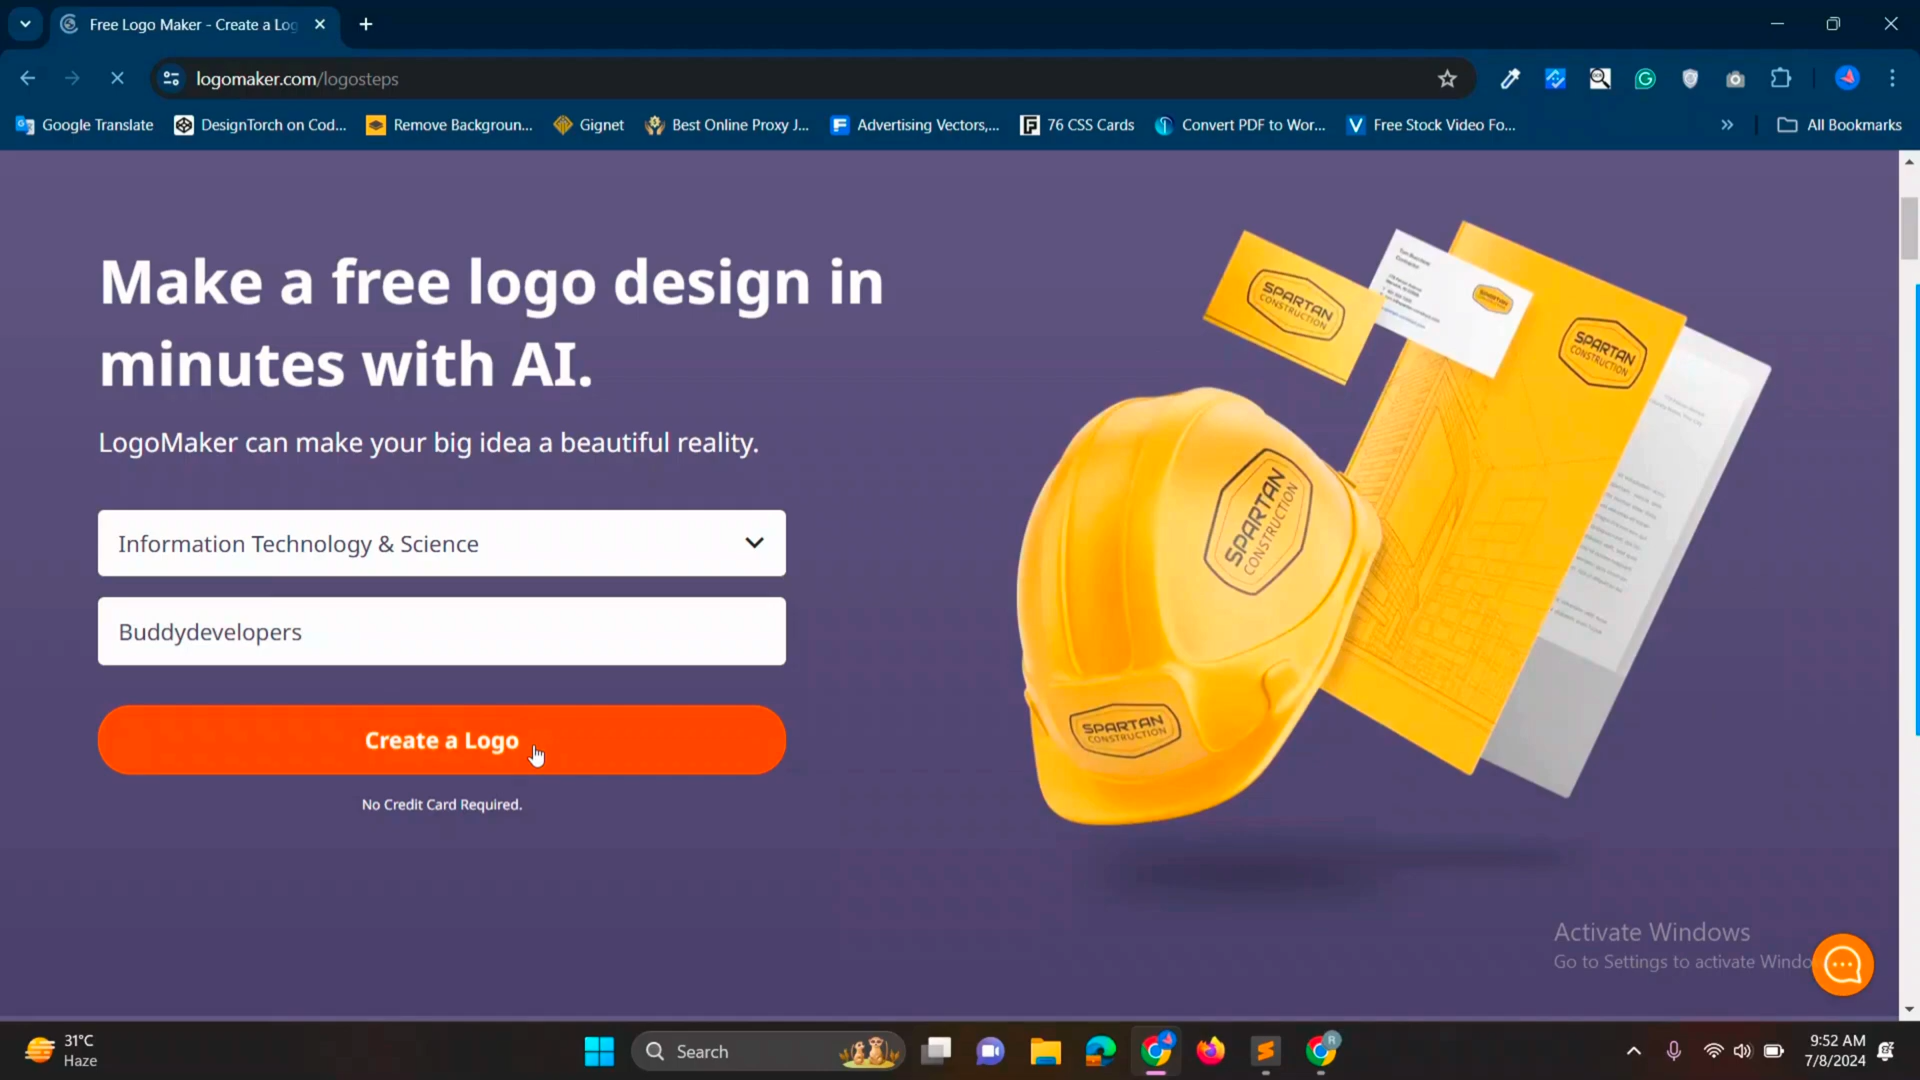 Free Logo Maker - Create a Log
logomaker.com/logosteps
Google Translate
DesignTorch on Cod...
Remove Backgroun...
Gignet
Best Online Proxy J...
Advertising Vectors,...
76 CSS Cards
Convert PDF to Wor...
Free Stock Video Fo...
All Bookmarks
Make a free logo design in
minutes with AI.
LogoMaker can make your big idea a beautiful reality.
Information Technology & Science
Buddydevelopers
Create a Logo
No Credit Card Required.
SPARTAN
CONSTRUCTION
SPARTAN
CONSTRUCTION
SPARTAN
CONSTRUCTION
SPARTAN
CONSTRUCTION
Activate Windows
Go to Settings to activate Windo
31°C
Haze
Search
9:52 AM
7/8/2024